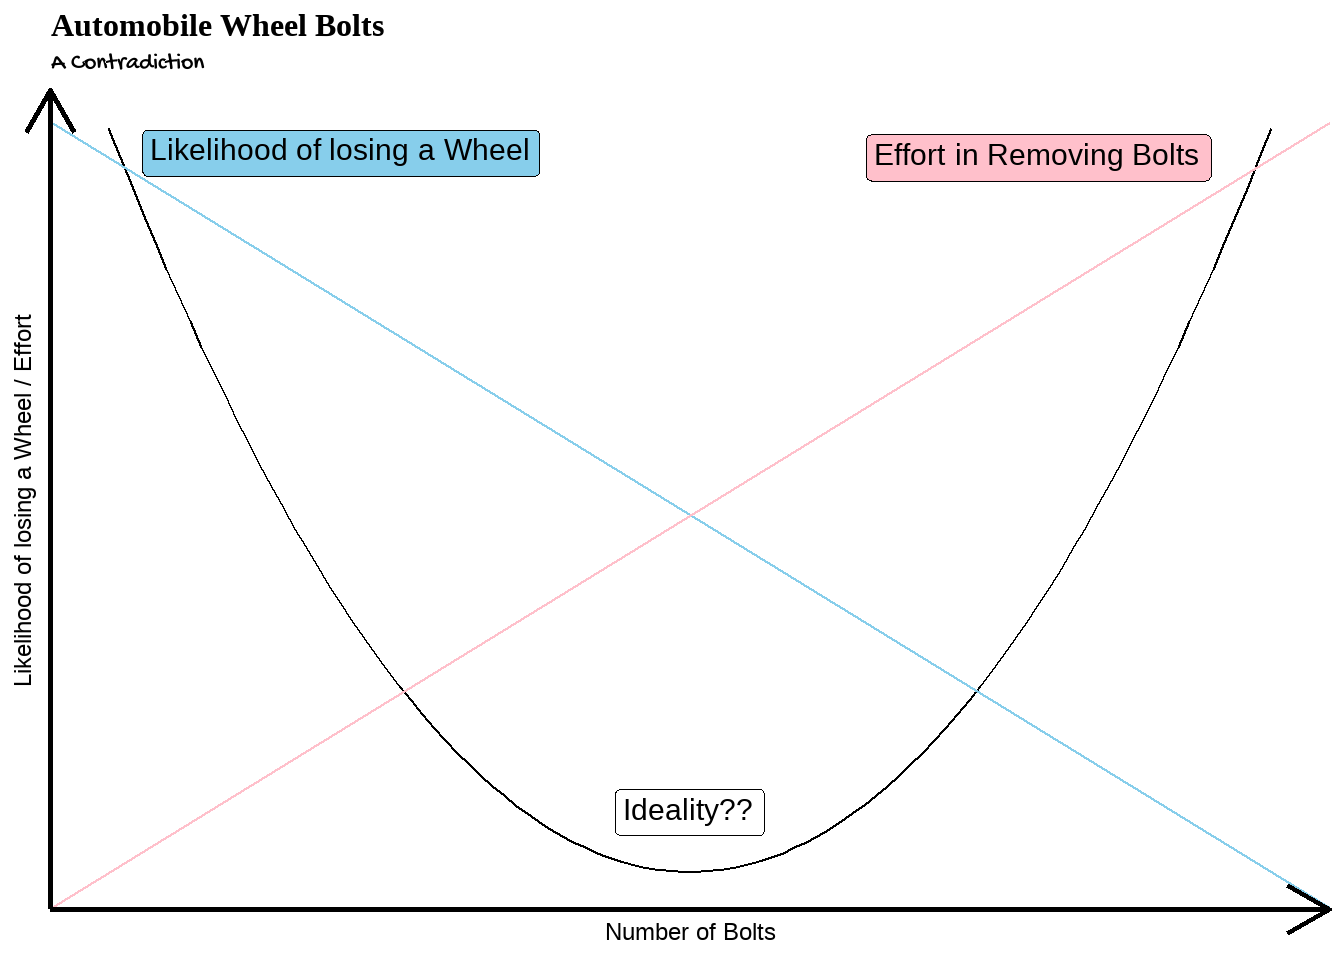 Automobile Wheel Bolts
A Contradiction
Likelihood of losing a Wheel
Effort in Removing Bolts
Likelihood of losing a Wheel / Effort
Ideality??
Number of Bolts